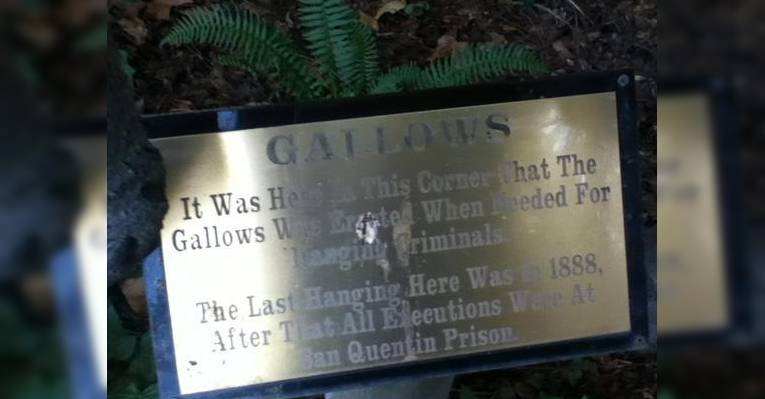 GALLOWS
It Was Here In This Corner That The
Gallows Was Erected When Needed For
Hanging Criminals.
The Last Hanging Here Was in 1888,
After That All Executions Were At
San Quentin Prison.